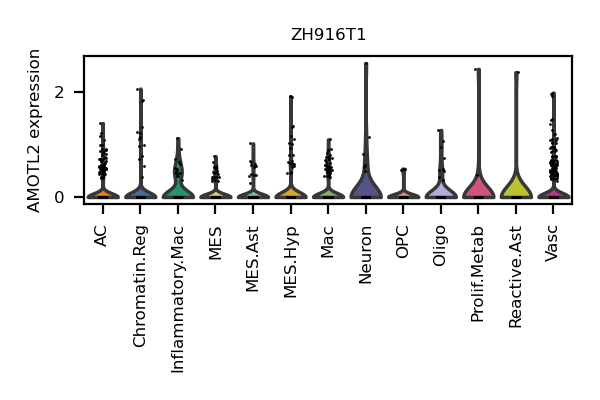 ZH916T1
AMOTL2 expression
2
0
AC
Chromatin.Reg
Inflammatory.Mac
MES
MES.Ast
MES.Hyp
Mac
Neuron
OPC
Oligo
Prolif.Metab
Reactive.Ast
Vasc